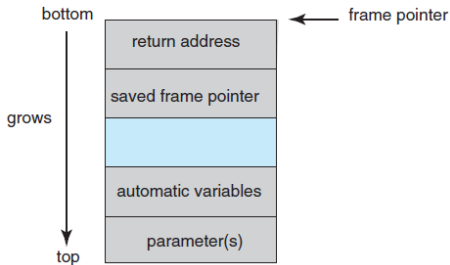 bottom
frame pointer
return address
saved frame pointer
grows
automatic variables
parameter(s)
top